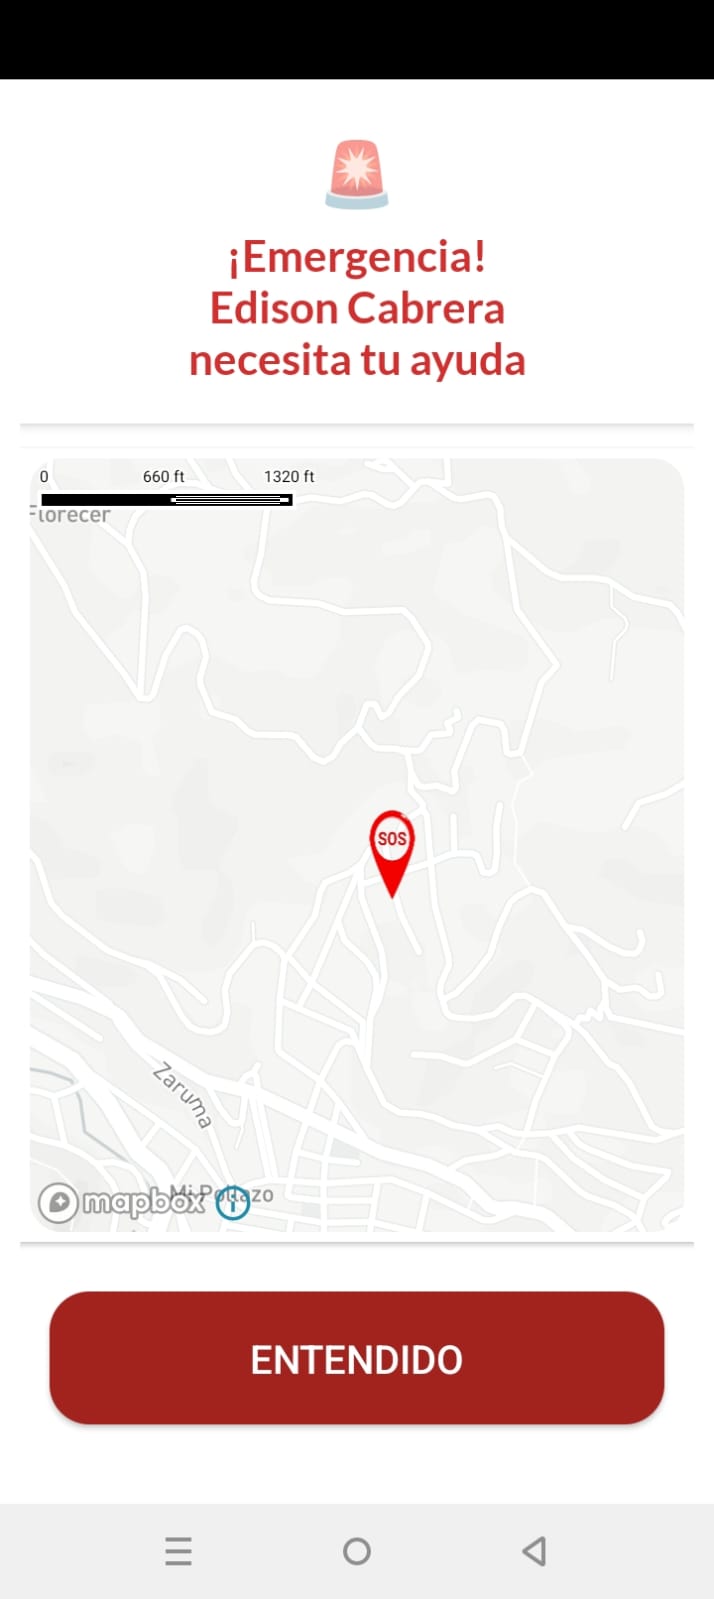 ¡Emergencia!
Edison Cabrera
necesita tu ayuda
0 660 ft 1320 ft
Florecer
SOS
Zaruma
Mi Pollazo
mapbox
ENTENDIDO